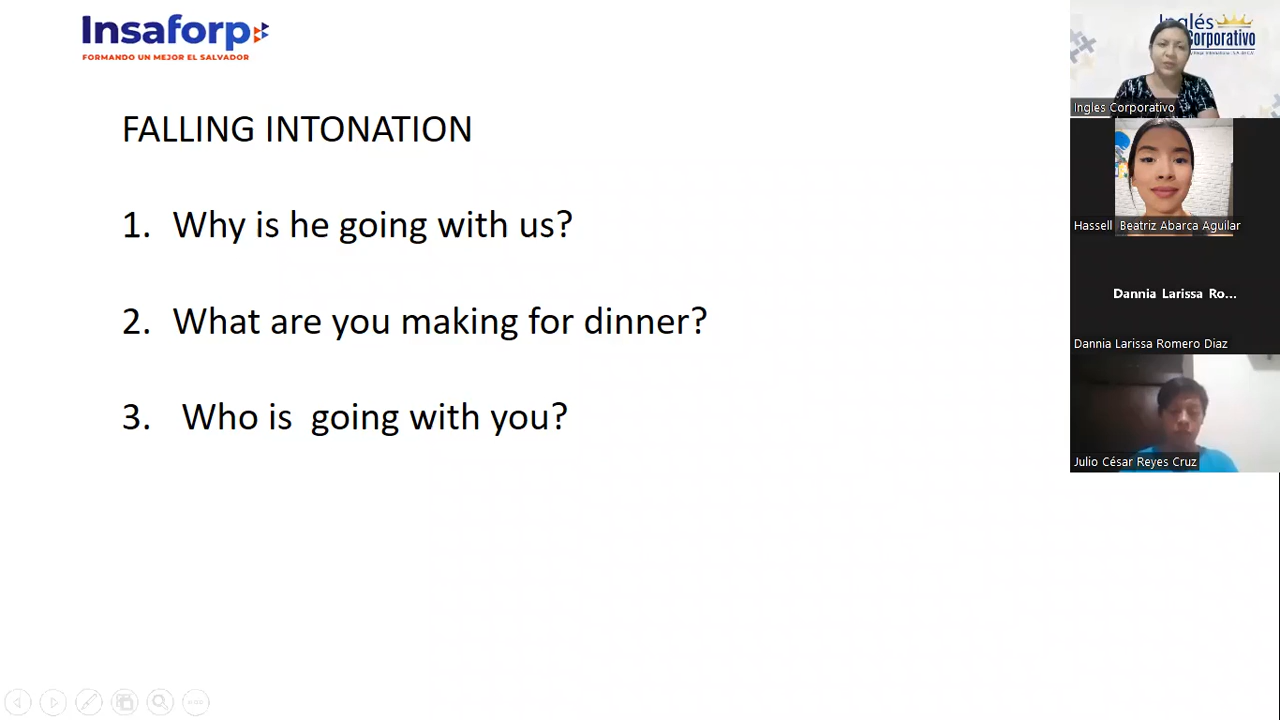 Insaforp
FORMANDO UN MEJOR EL SALVADOR
FALLING INTONATION
1. Why is he going with us?
2. What are you making for dinner?
3. Who is going with you?
Inglés
Corporativo
Ingles Corporativo
Hassell Beatriz Abarca Aguilar
Dannia Larissa Ro...
Dannia Larissa Romero Diaz
Julio César Reyes Cruz